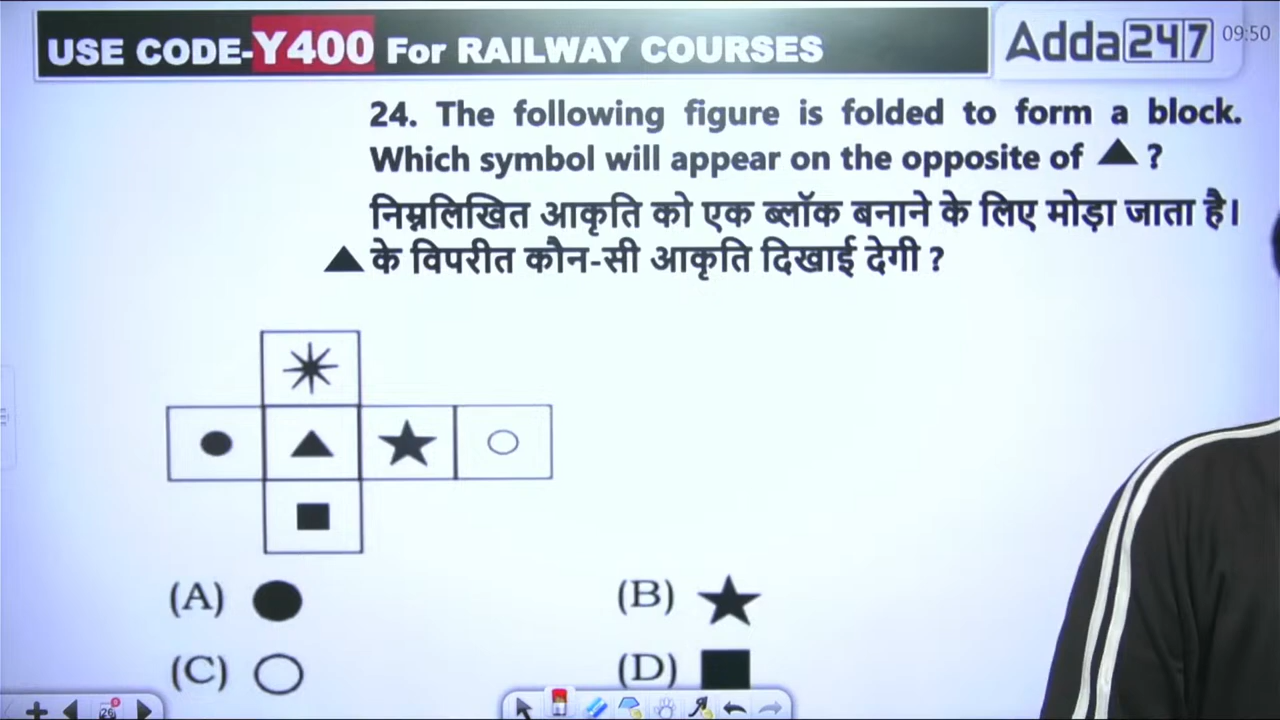 USE CODE-Y400 For RAILWAY COURSES
Adda247
09:50
24. The following figure is folded to form a block.
Which symbol will appear on the opposite of ▲ ?
निम्नलिखित आकृति को एक ब्लॉक बनाने के लिए मोड़ा जाता है।
▲ के विपरीत कौन-सी आकृति दिखाई देगी ?
(A)
(B)
(C)
(D)